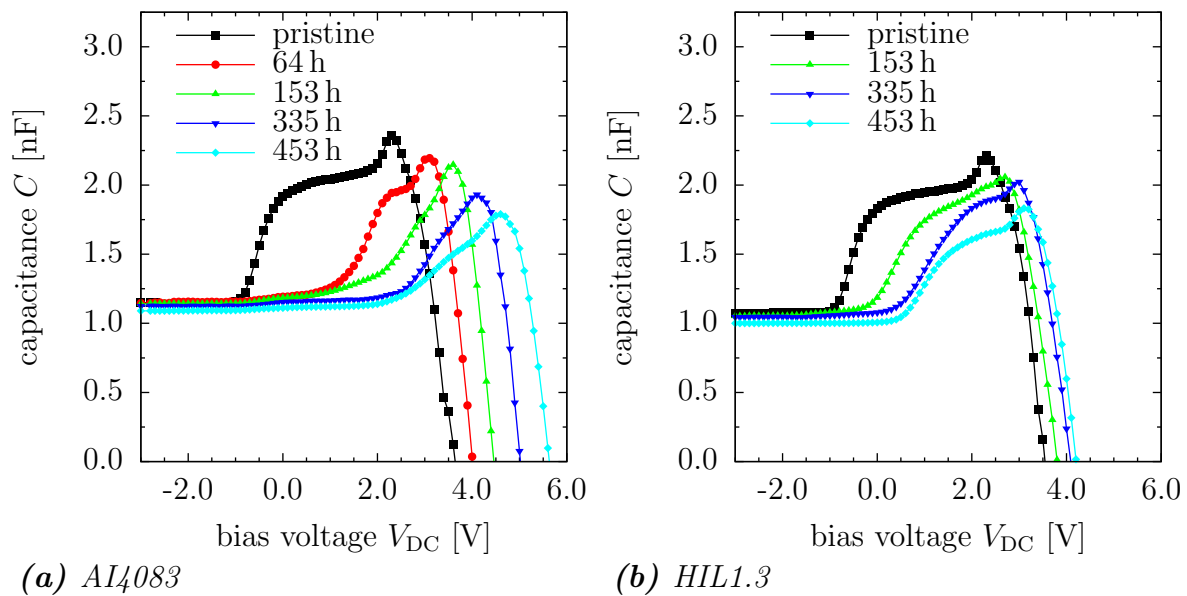 3.0
2.5
2.0
1.5
1.0
0.5
0.0
capacitance C [nF]
-2.0 0.0 2.0 4.0 6.0
bias voltage V_DC [V]
pristine
64 h
153 h
335 h
453 h
(a) AI4083
3.0
2.5
2.0
1.5
1.0
0.5
0.0
capacitance C [nF]
-2.0 0.0 2.0 4.0 6.0
bias voltage V_DC [V]
pristine
153 h
335 h
453 h
(b) HIL1.3